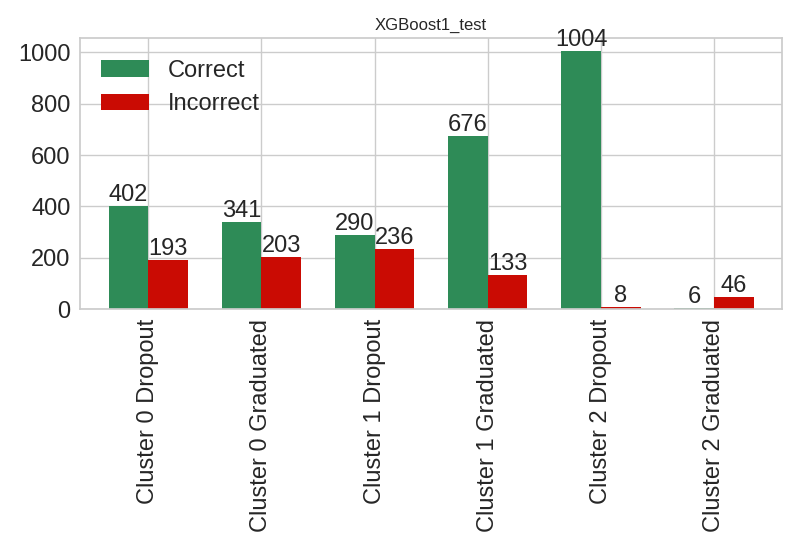 XGBoost1_test
1000
800
600
400
200
0
Correct
Incorrect
402
193
341
203
290
236
676
133
1004
8
6
46
Cluster 0 Dropout
Cluster 0 Graduated
Cluster 1 Dropout
Cluster 1 Graduated
Cluster 2 Dropout
Cluster 2 Graduated